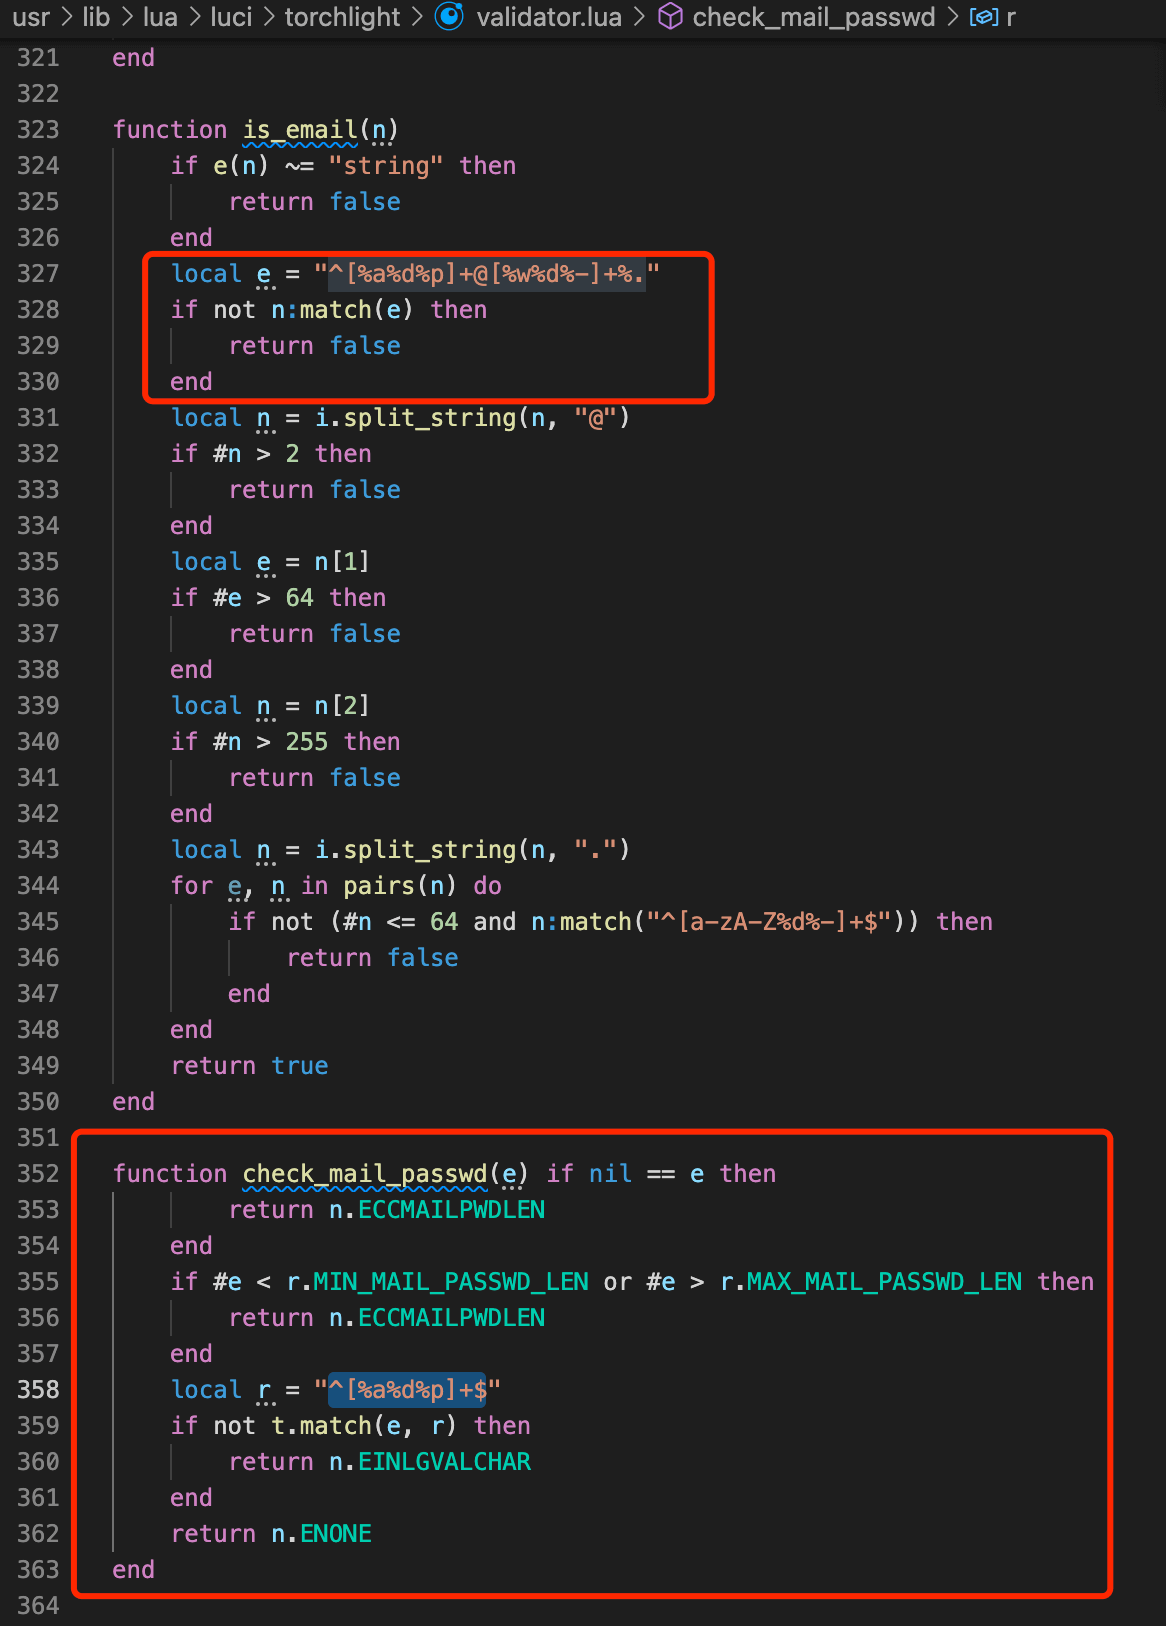 usr > lib > lua > luci > torchlight > validator.lua > check_mail_passwd > r
321 end
322
323 function is_email(n)
324 if e(n) ~= "string" then
325 return false
326 end
327 local e = "^[%a%d%p]+@[%w%d%-]+%."
328 if not n:match(e) then
329 return false
330 end
331 local n = i.split_string(n, "@")
332 if #n > 2 then
333 return false
334 end
335 local e = n[1]
336 if #e > 64 then
337 return false
338 end
339 local n = n[2]
340 if #n > 255 then
341 return false
342 end
343 local n = i.split_string(n, ".")
344 for e, n in pairs(n) do
345 if not (#n <= 64 and n:match("^[a-zA-Z%d%-]+$")) then
346 return false
347 end
348 end
349 return true
350 end
351
352 function check_mail_passwd(e) if nil == e then
353 return n.ECCMAILPWDLEN
354 end
355 if #e < r.MIN_MAIL_PASSWD_LEN or #e > r.MAX_MAIL_PASSWD_LEN then
356 return n.ECCMAILPWDLEN
357 end
358 local r = "^[%a%d%p]+$"
359 if not t.match(e, r) then
360 return n.EINLGVALCHAR
361 end
362 return n.ENONE
363 end
364